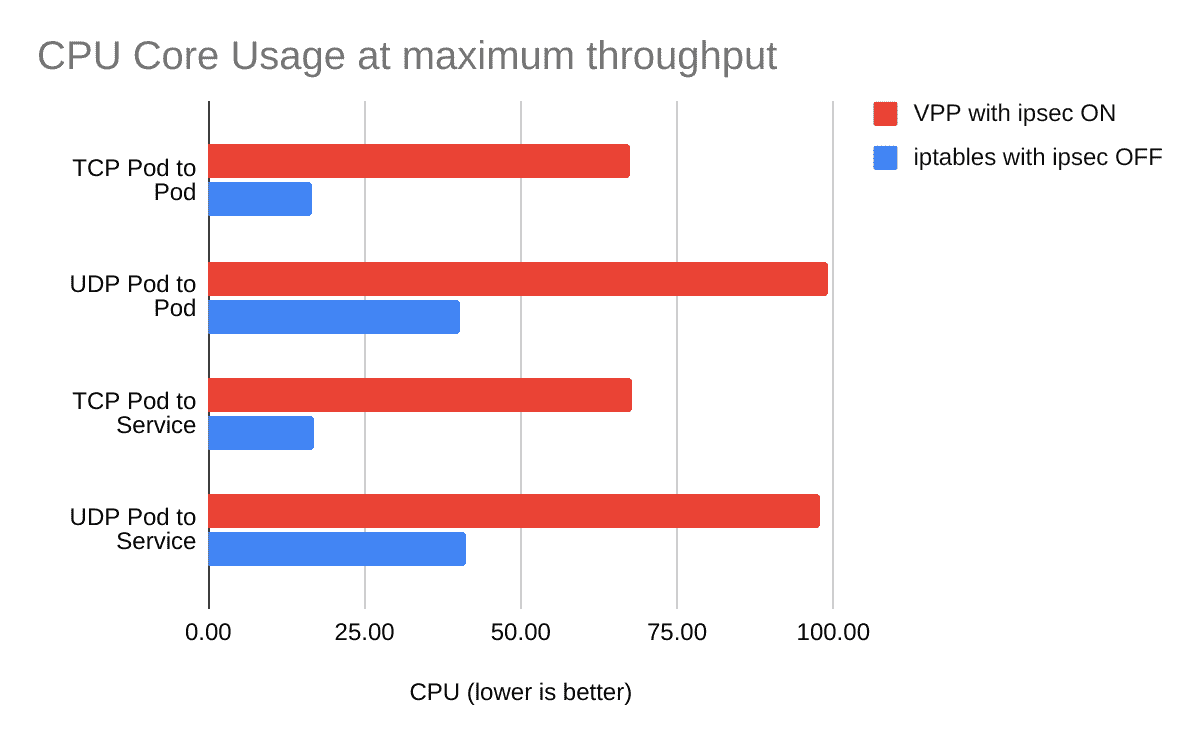 CPU Core Usage at maximum throughput
VPP with ipsec ON
iptables with ipsec OFF
TCP Pod to
Pod
UDP Pod to
Pod
TCP Pod to
Service
UDP Pod to
Service
0.00 25.00 50.00 75.00 100.00
CPU (lower is better)